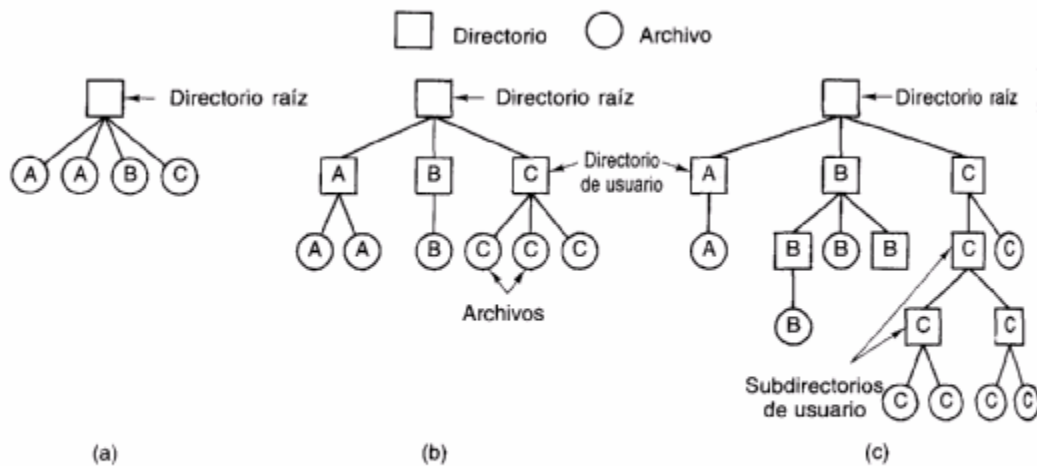 Directorio Archivo
Directorio raíz Directorio raíz Directorio raíz
A A B C
A B C Directorio de usuario A B C
A A B C C C A B B B C C
Archivos
B C C
Subdirectorios de usuario
C C C C
(a) (b) (c)